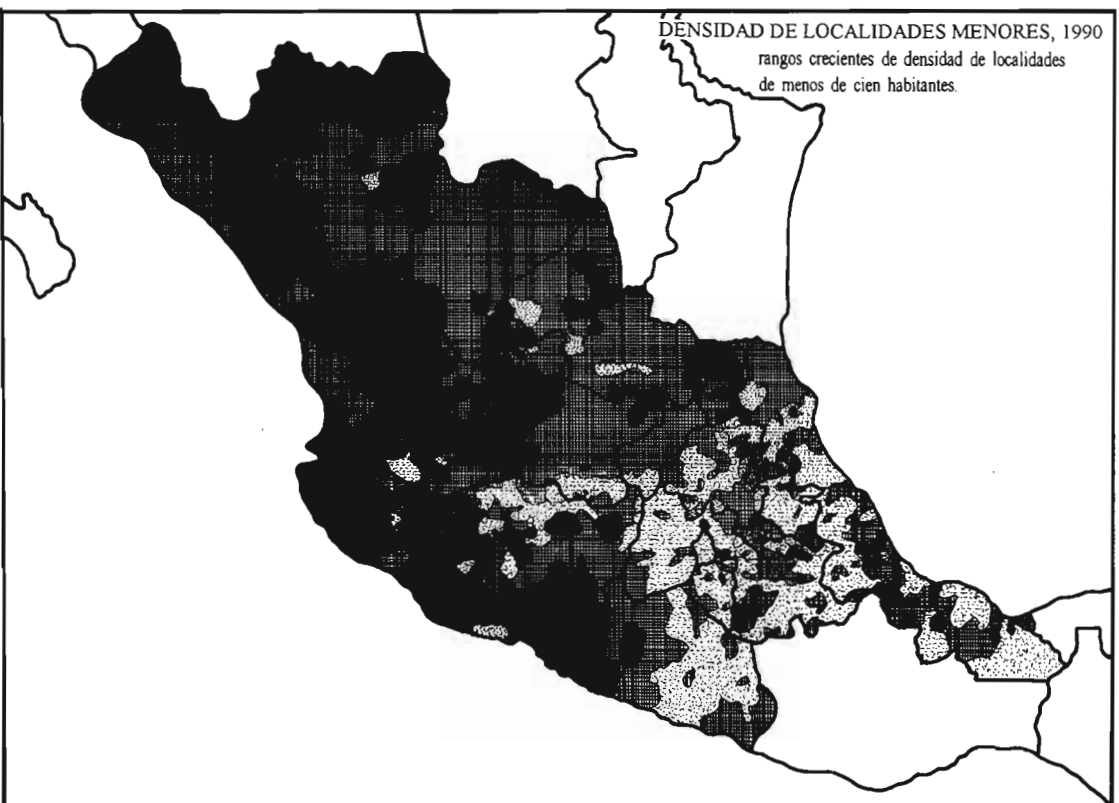 DENSIDAD DE LOCALIDADES MENORES, 1990
rangos crecientes de densidad de localidades
de menos de cien habitantes.